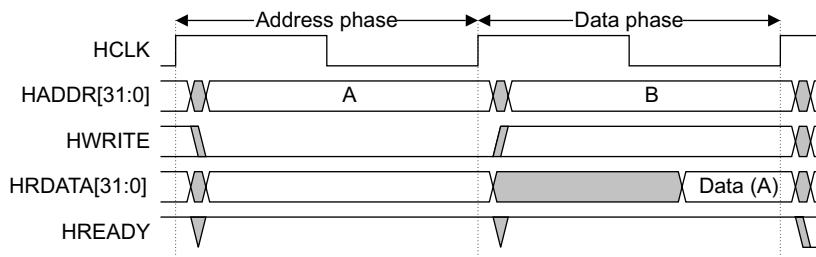 Address phase Data phase
HCLK
HADDR[31:0] A B
HWRITE
HRDATA[31:0] Data (A)
HREADY